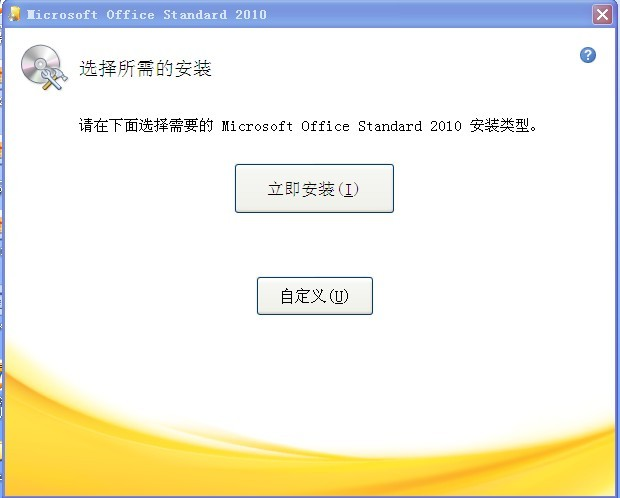 Microsoft Office Standard 2010
选择所需的安装
?
请在下面选择需要的 Microsoft Office Standard 2010 安装类型。
立即安装(I)
自定义(U)